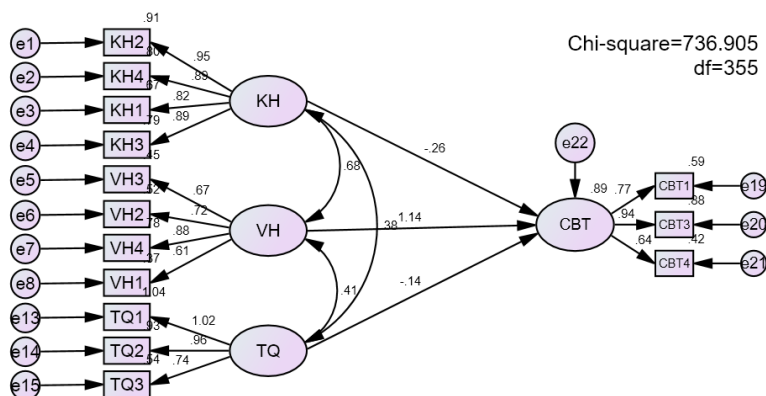 .91
e1
KH2
.95
Chi-square=736.905
df=355
.80
e2
KH4
.89
.67
e3
KH1
.82
KH
.79
e4
KH3
.89
.45
-.26
e22
.68
e5
VH3
.67
.59
.52
.89
.77
CBT1
e19
e6
VH2
.72
.88
.78
VH
.38
1.14
CBT
.94
CBT3
e20
e7
VH4
.88
.42
.37
.64
CBT4
e21
e8
VH1
.61
1.04
.41
-.14
e13
TQ1
1.02
.93
e14
TQ2
.96
TQ
.54
e15
TQ3
.74